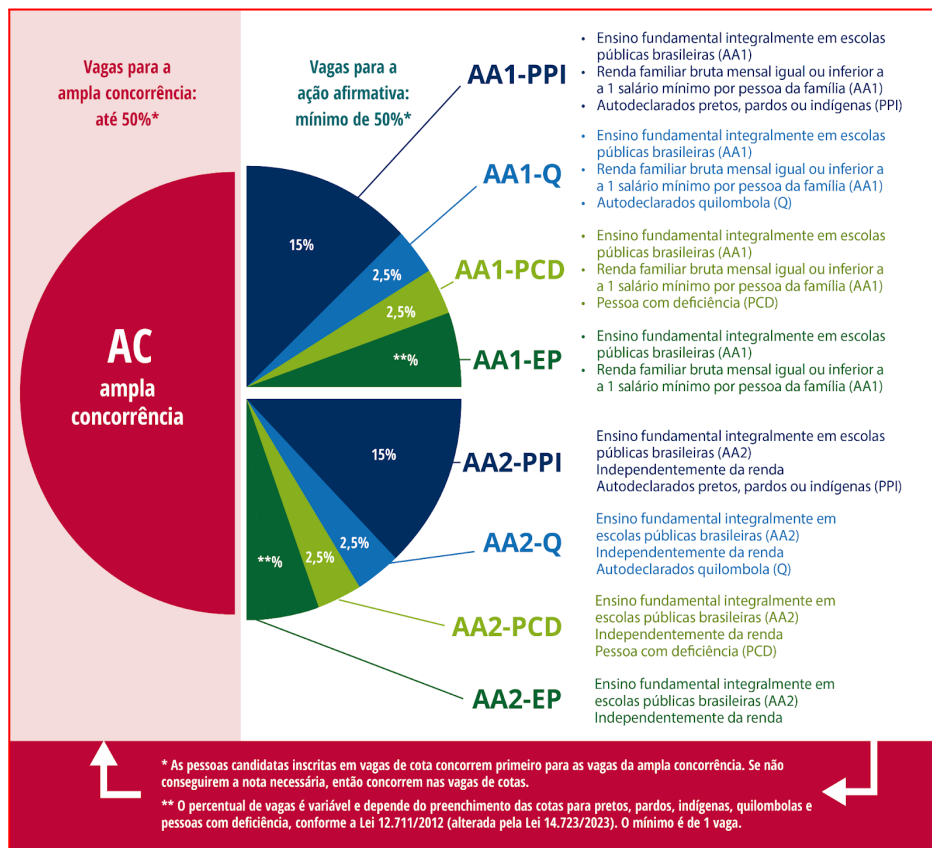 Vagas para a
ampla concorrência:
até 50%*
Vagas para a
ação afirmativa:
mínimo de 50%*
AC
ampla
concorrência
AA1-PPI
15%
• Ensino fundamental integralmente em escolas
públicas brasileiras (AA1)
• Renda familiar bruta mensal igual ou inferior a
a 1 salário mínimo por pessoa da família (AA1)
• Autodeclarados pretos, pardos ou indígenas (PPI)
AA1-Q
2,5%
• Ensino fundamental integralmente em escolas
públicas brasileiras (AA1)
• Renda familiar bruta mensal igual ou inferior a
a 1 salário mínimo por pessoa da família (AA1)
• Autodeclarados quilombola (Q)
AA1-PCD
2,5%
• Ensino fundamental integralmente em escolas
públicas brasileiras (AA1)
• Renda familiar bruta mensal igual ou inferior a
a 1 salário mínimo por pessoa da família (AA1)
• Pessoa com deficiência (PCD)
AA1-EP
**%
• Ensino fundamental integralmente em escolas
públicas brasileiras (AA1)
• Renda familiar bruta mensal igual ou inferior a
a 1 salário mínimo por pessoa da família (AA1)
AA2-PPI
15%
Ensino fundamental integralmente em escolas
públicas brasileiras (AA2)
Independentemente da renda
Autodeclarados pretos, pardos ou indígenas (PPI)
AA2-Q
2,5%
Ensino fundamental integralmente em
escolas públicas brasileiras (AA2)
Independentemente da renda
Autodeclarados quilombola (Q)
AA2-PCD
2,5%
Ensino fundamental integralmente em
escolas públicas brasileiras (AA2)
Independentemente da renda
Pessoa com deficiência (PCD)
AA2-EP
**%
Ensino fundamental integralmente em
escolas públicas brasileiras (AA2)
Independentemente da renda
* As pessoas candidatas inscritas em vagas de cota concorrem primeiro para as vagas da ampla concorrência. Se não
conseguirem a nota necessária, então concorrem nas vagas de cotas.
** O percentual de vagas é variável e depende do preenchimento das cotas para pretos, pardos, indígenas, quilombolas e
pessoas com deficiência, conforme a Lei 12.711/2012 (alterada pela Lei 14.723/2023). O mínimo é de 1 vaga.